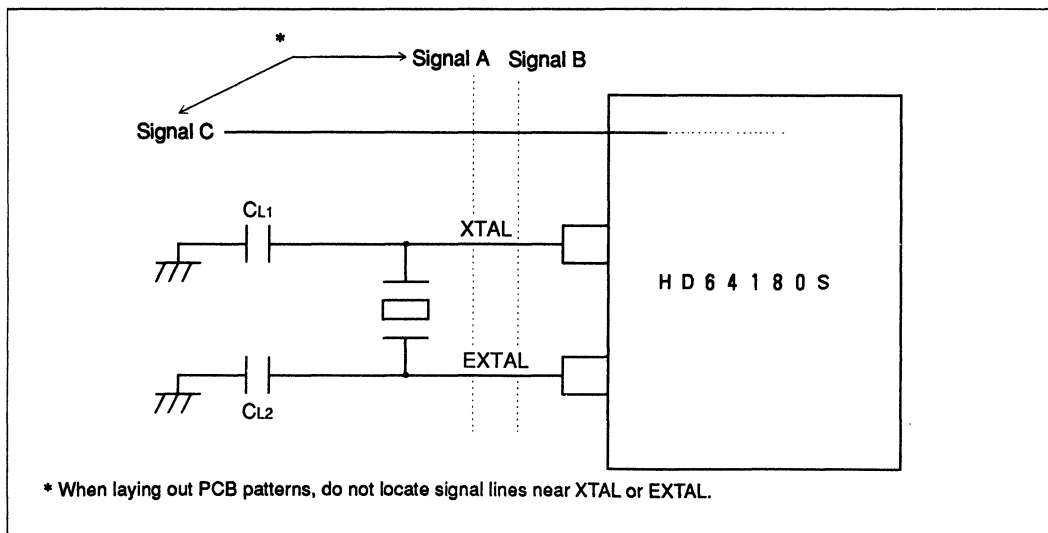 *
Signal A Signal B
Signal C
CL1
XTAL
HD64180S
EXTAL
CL2
* When laying out PCB patterns, do not locate signal lines near XTAL or EXTAL.